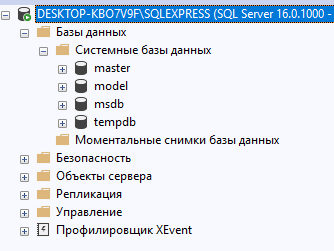 DESKTOP-KBO7V9F\SQLEXPRESS (SQL Server 16.0.1000 -
Базы данных
Системные базы данных
master
model
msdb
tempdb
Моментальные снимки базы данных
Безопасность
Объекты сервера
Репликация
Управление
Профилировщик XEvent